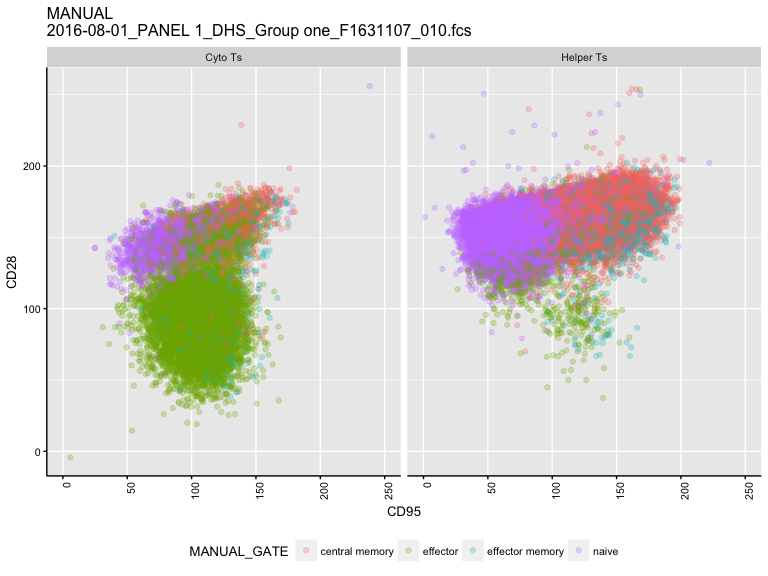 MANUAL
2016-08-01_PANEL 1_DHS_Group one_F1631107_010.fcs
Cyto Ts
Helper Ts
CD28
200
100
0
0 50 100 150 200 250
0 50 100 150 200 250
CD95
MANUAL_GATE central memory effector effector memory naive